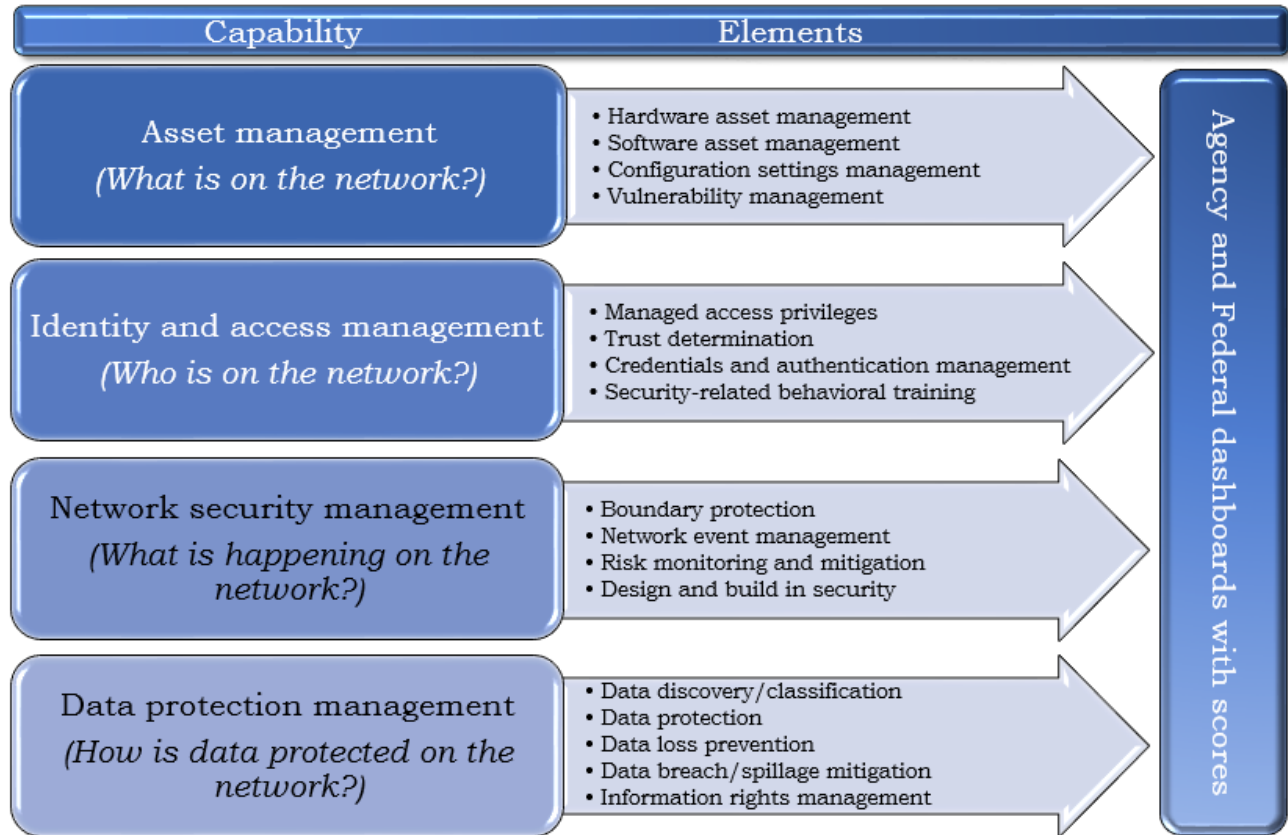 Capability Elements
Asset management
(What is on the network?)
• Hardware asset management
• Software asset management
• Configuration settings management
• Vulnerability management
Identity and access management
(Who is on the network?)
• Managed access privileges
• Trust determination
• Credentials and authentication management
• Security-related behavioral training
Network security management
(What is happening on the
network?)
• Boundary protection
• Network event management
• Risk monitoring and mitigation
• Design and build in security
Data protection management
(How is data protected on the
network?)
• Data discovery/classification
• Data protection
• Data loss prevention
• Data breach/spillage mitigation
• Information rights management
Agency and Federal dashboards with scores